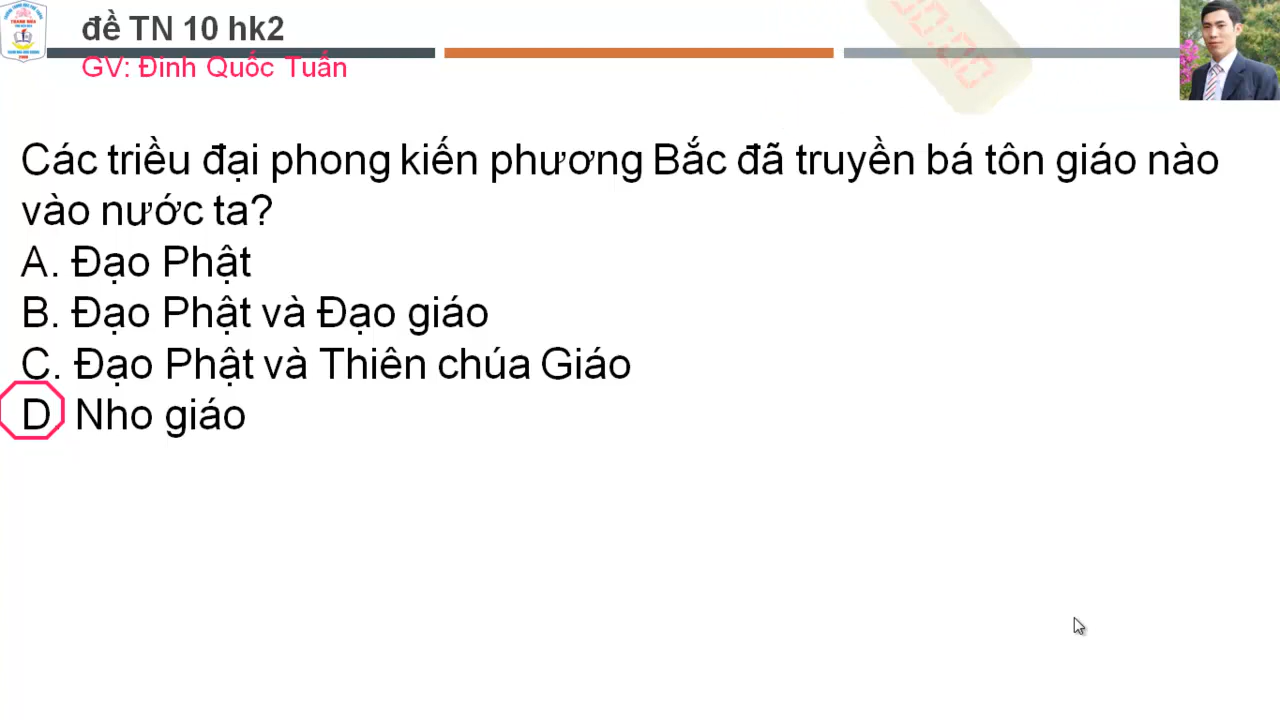 đề TN 10 hk2
GV: Đinh Quốc Tuấn
00:00
Các triều đại phong kiến phương Bắc đã truyền bá tôn giáo nào
vào nước ta?
A. Đạo Phật
B. Đạo Phật và Đạo giáo
C. Đạo Phật và Thiên chúa Giáo
D Nho giáo